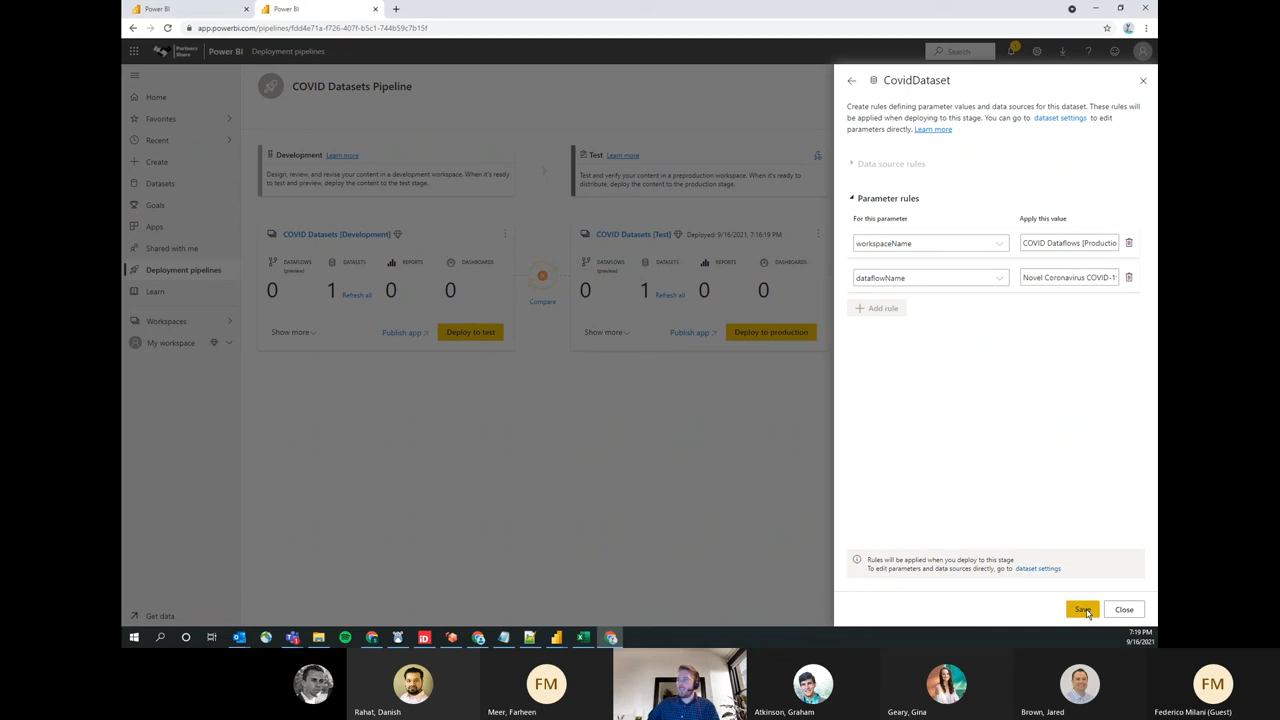 Power BI
Power BI
app.powerbi.com/pipelines/fdd4e71a-f726-407f-b5c1-744b59c7b15f
Partners
Share
Power BI
Deployment pipelines
Search
Home
Favorites
Recent
Create
Datasets
Goals
Apps
Shared with me
Deployment pipelines
Learn
Workspaces
My workspace
Get data
COVID Datasets Pipeline
Development Learn more
Design, review, and revise your content in a development workspace. When it's ready
to test and preview, deploy the content to the test stage.
COVID Datasets [Development]
DATAFLOWS DATASETS REPORTS DASHBOARDS
(preview)
0 1 Refresh all 0 0
Show more Publish app Deploy to test
Compare
Test Learn more
Test and verify your content in a preproduction workspace. When it's ready to
distribute, deploy the content to the production stage.
COVID Datasets [Test] Deployed: 9/16/2021, 7:16:19 PM
DATAFLOWS DATASETS REPORTS DASHBOARDS
(preview)
0 1 Refresh all 0 0
Show more Publish app Deploy to production
CovidDataset
Create rules defining parameter values and data sources for this dataset. These rules will
be applied when deploying to this stage. You can go to dataset settings to edit
parameters directly. Learn more
Data source rules
Parameter rules
For this parameter Apply this value
workspaceName COVID Dataflows [Productio
dataflowName Novel Coronavirus COVID-1
+ Add rule
Rules will be applied when you deploy to this stage
To edit parameters and data sources directly, go to dataset settings
Save Close
7:19 PM
9/16/2021
FM
FM
Rahat, Danish
Meer, Farheen
Atkinson, Graham
Geary, Gina
Brown, Jared
Federico Milani (Guest)